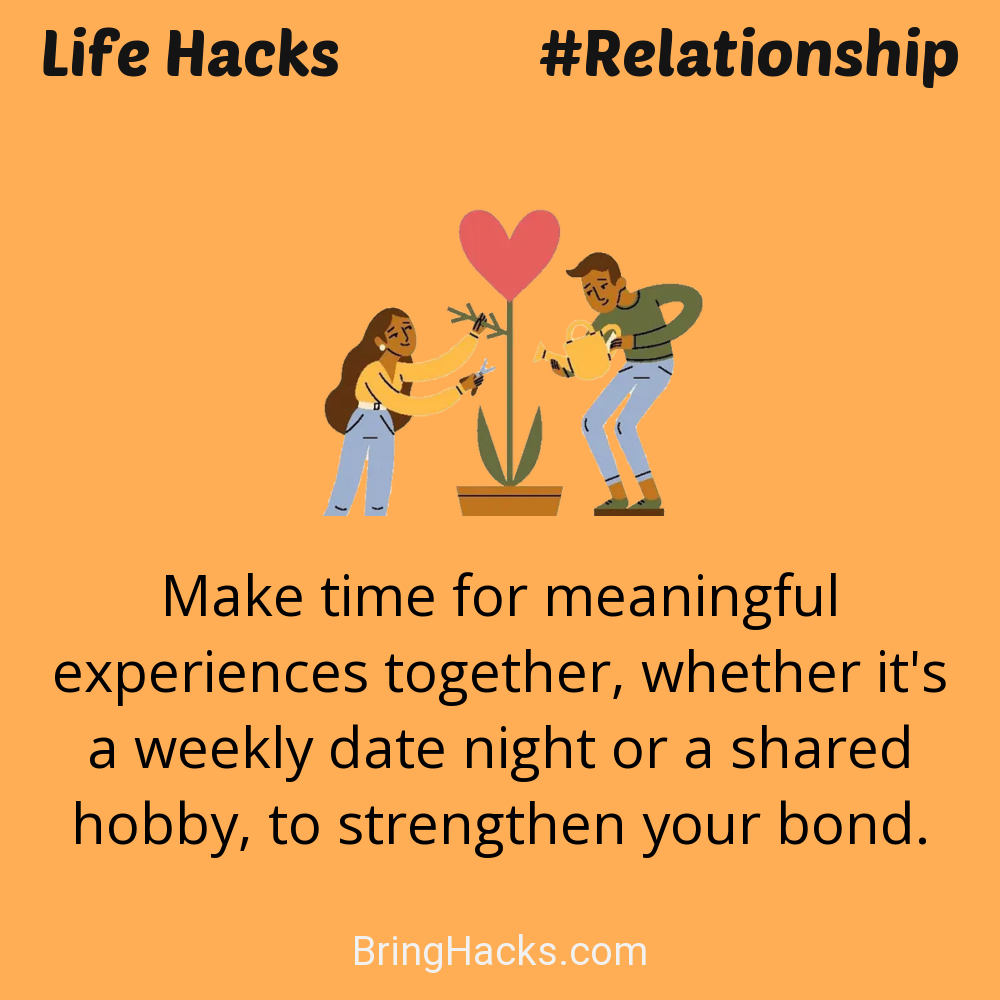 Life Hacks #Relationship
Make time for meaningful
experiences together, whether it's
a weekly date night or a shared
hobby, to strengthen your bond.
BringHacks.com